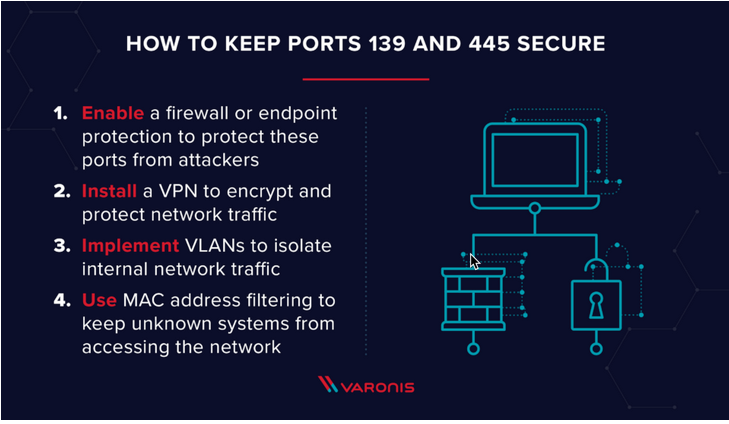 HOW TO KEEP PORTS 139 AND 445 SECURE
1. Enable a firewall or endpoint
protection to protect these
ports from attackers
2. Install a VPN to encrypt and
protect network traffic
3. Implement VLANs to isolate
internal network traffic
4. Use MAC address filtering to
keep unknown systems from
accessing the network
VARONIS